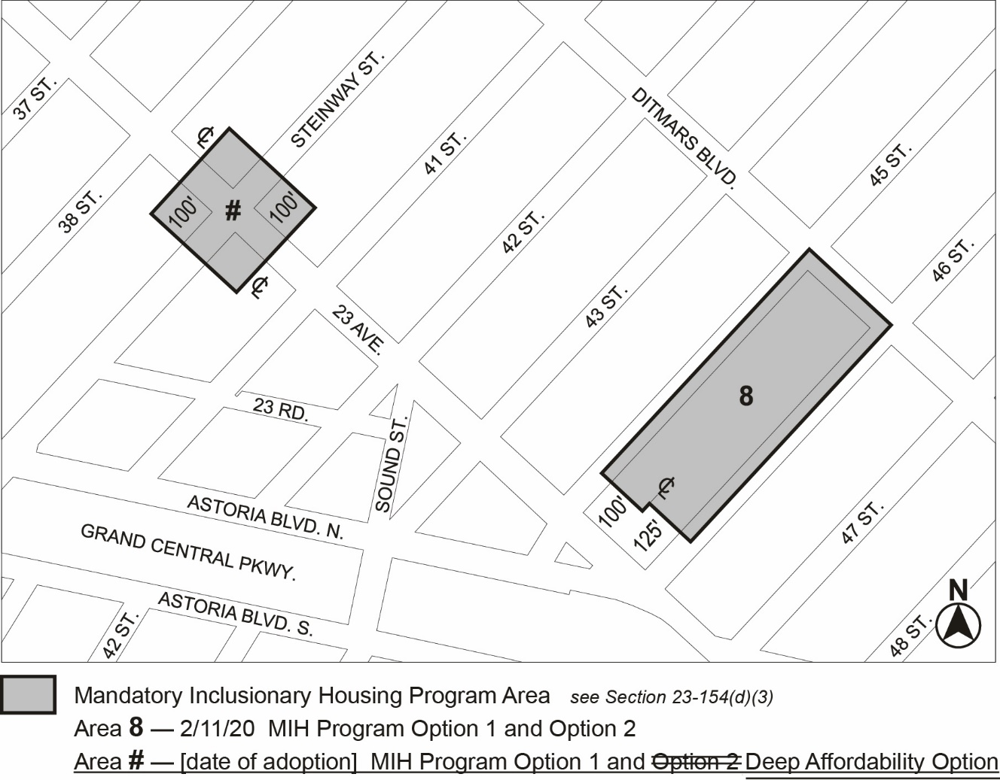 37 ST.
STEINWAY ST.
DITMARS BLVD.
℄
41 ST.
45 ST.
38 ST.
100'
#
100'
42 ST.
46 ST.
℄
43 ST.
23 AVE.
8
23 RD.
SOUND ST.
℄
100'
125'
47 ST.
ASTORIA BLVD. N.
GRAND CENTRAL PKWY.
ASTORIA BLVD. S.
42 ST.
48 ST.
N
Mandatory Inclusionary Housing Program Area see Section 23-154(d)(3)
Area 8 — 2/11/20 MIH Program Option 1 and Option 2
Area # — [date of adoption] MIH Program Option 1 and Option 2 Deep Affordability Option